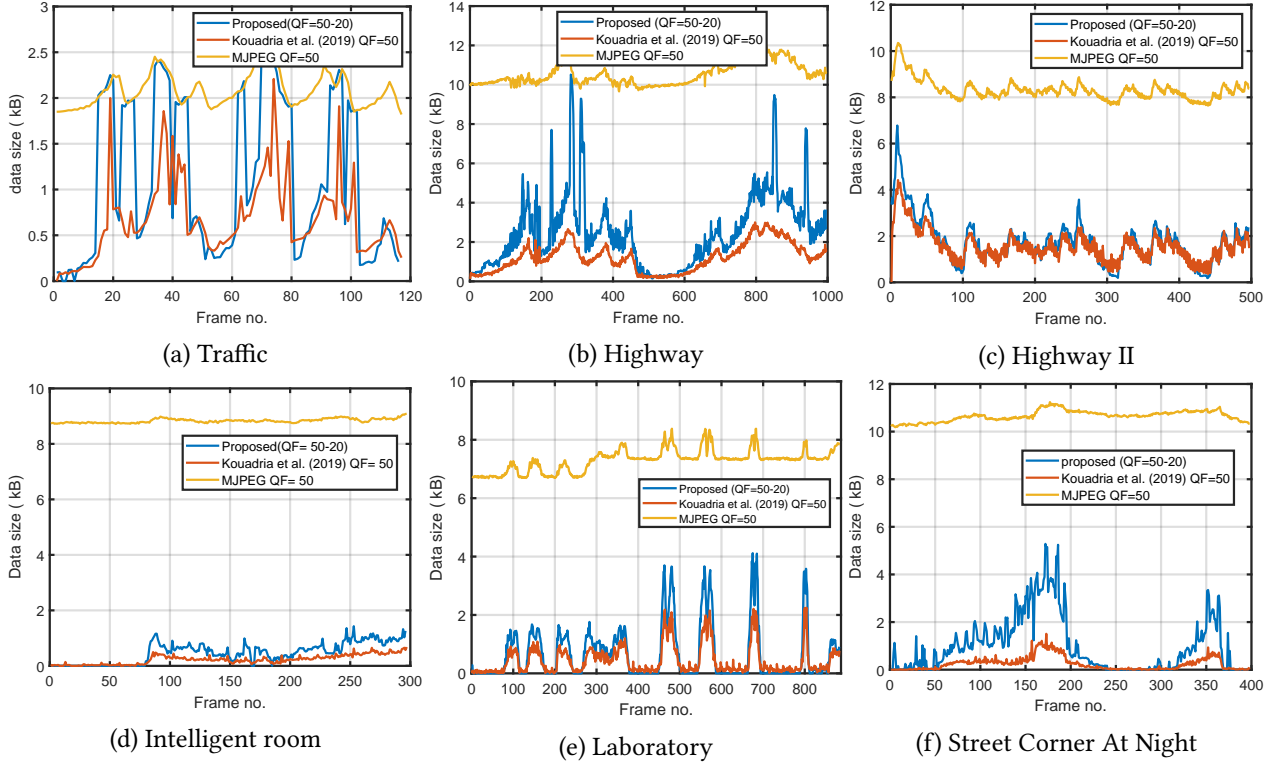 3
2.5
2
1.5
1
0.5
0
data size ( kB)
Proposed(QF=50-20)
Kouadria et al. (2019) QF=50
MJPEG QF=50
0 20 40 60 80 100 120
Frame no.
(a) Traffic
14
12
10
8
6
4
2
0
Data size ( kB)
Proposed (QF=50-20)
Kouadria et al. (2019) QF=50
MJPEG QF=50
0 200 400 600 800 1000
Frame no.
(b) Highway
12
10
8
6
4
2
0
Data size ( kB)
Proposed (QF=50-20)
Kouadria et al. (2019) QF=50
MJPEG QF=50
0 100 200 300 400 500
Frame no.
(c) Highway II
10
8
6
4
2
0
Data size ( kB)
Proposed(QF= 50-20)
Kouadria et al. (2019) QF= 50
MJPEG QF= 50
0 50 100 150 200 250 300
Frame no.
(d) Intelligent room
10
8
6
4
2
0
Data size ( kB)
Proposed (QF=50-20)
Kouadria et al. (2019) QF=50
MJPEG QF=50
0 100 200 300 400 500 600 700 800
Frame no.
(e) Laboratory
12
10
8
6
4
2
0
Data size ( kB)
proposed (QF=50-20)
Kouadria et al. (2019) QF=50
MJPEG QF=50
0 50 100 150 200 250 300 350 400
Frame no.
(f) Street Corner At Night